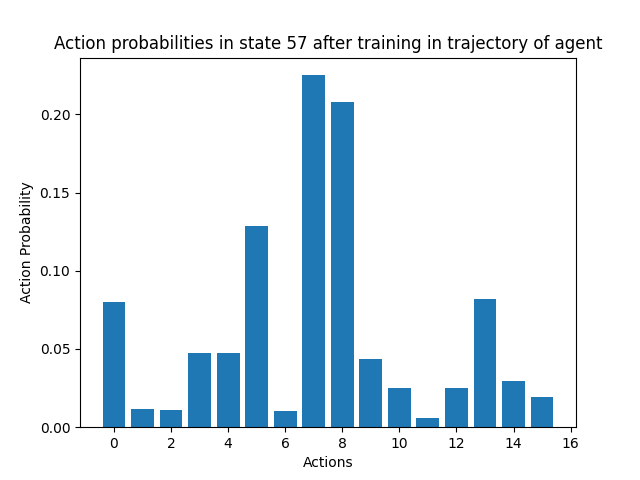 Action probabilities in state 57 after training in trajectory of agent
Action Probability
0.20
0.15
0.10
0.05
0.00
0 2 4 6 8 10 12 14 16
Actions